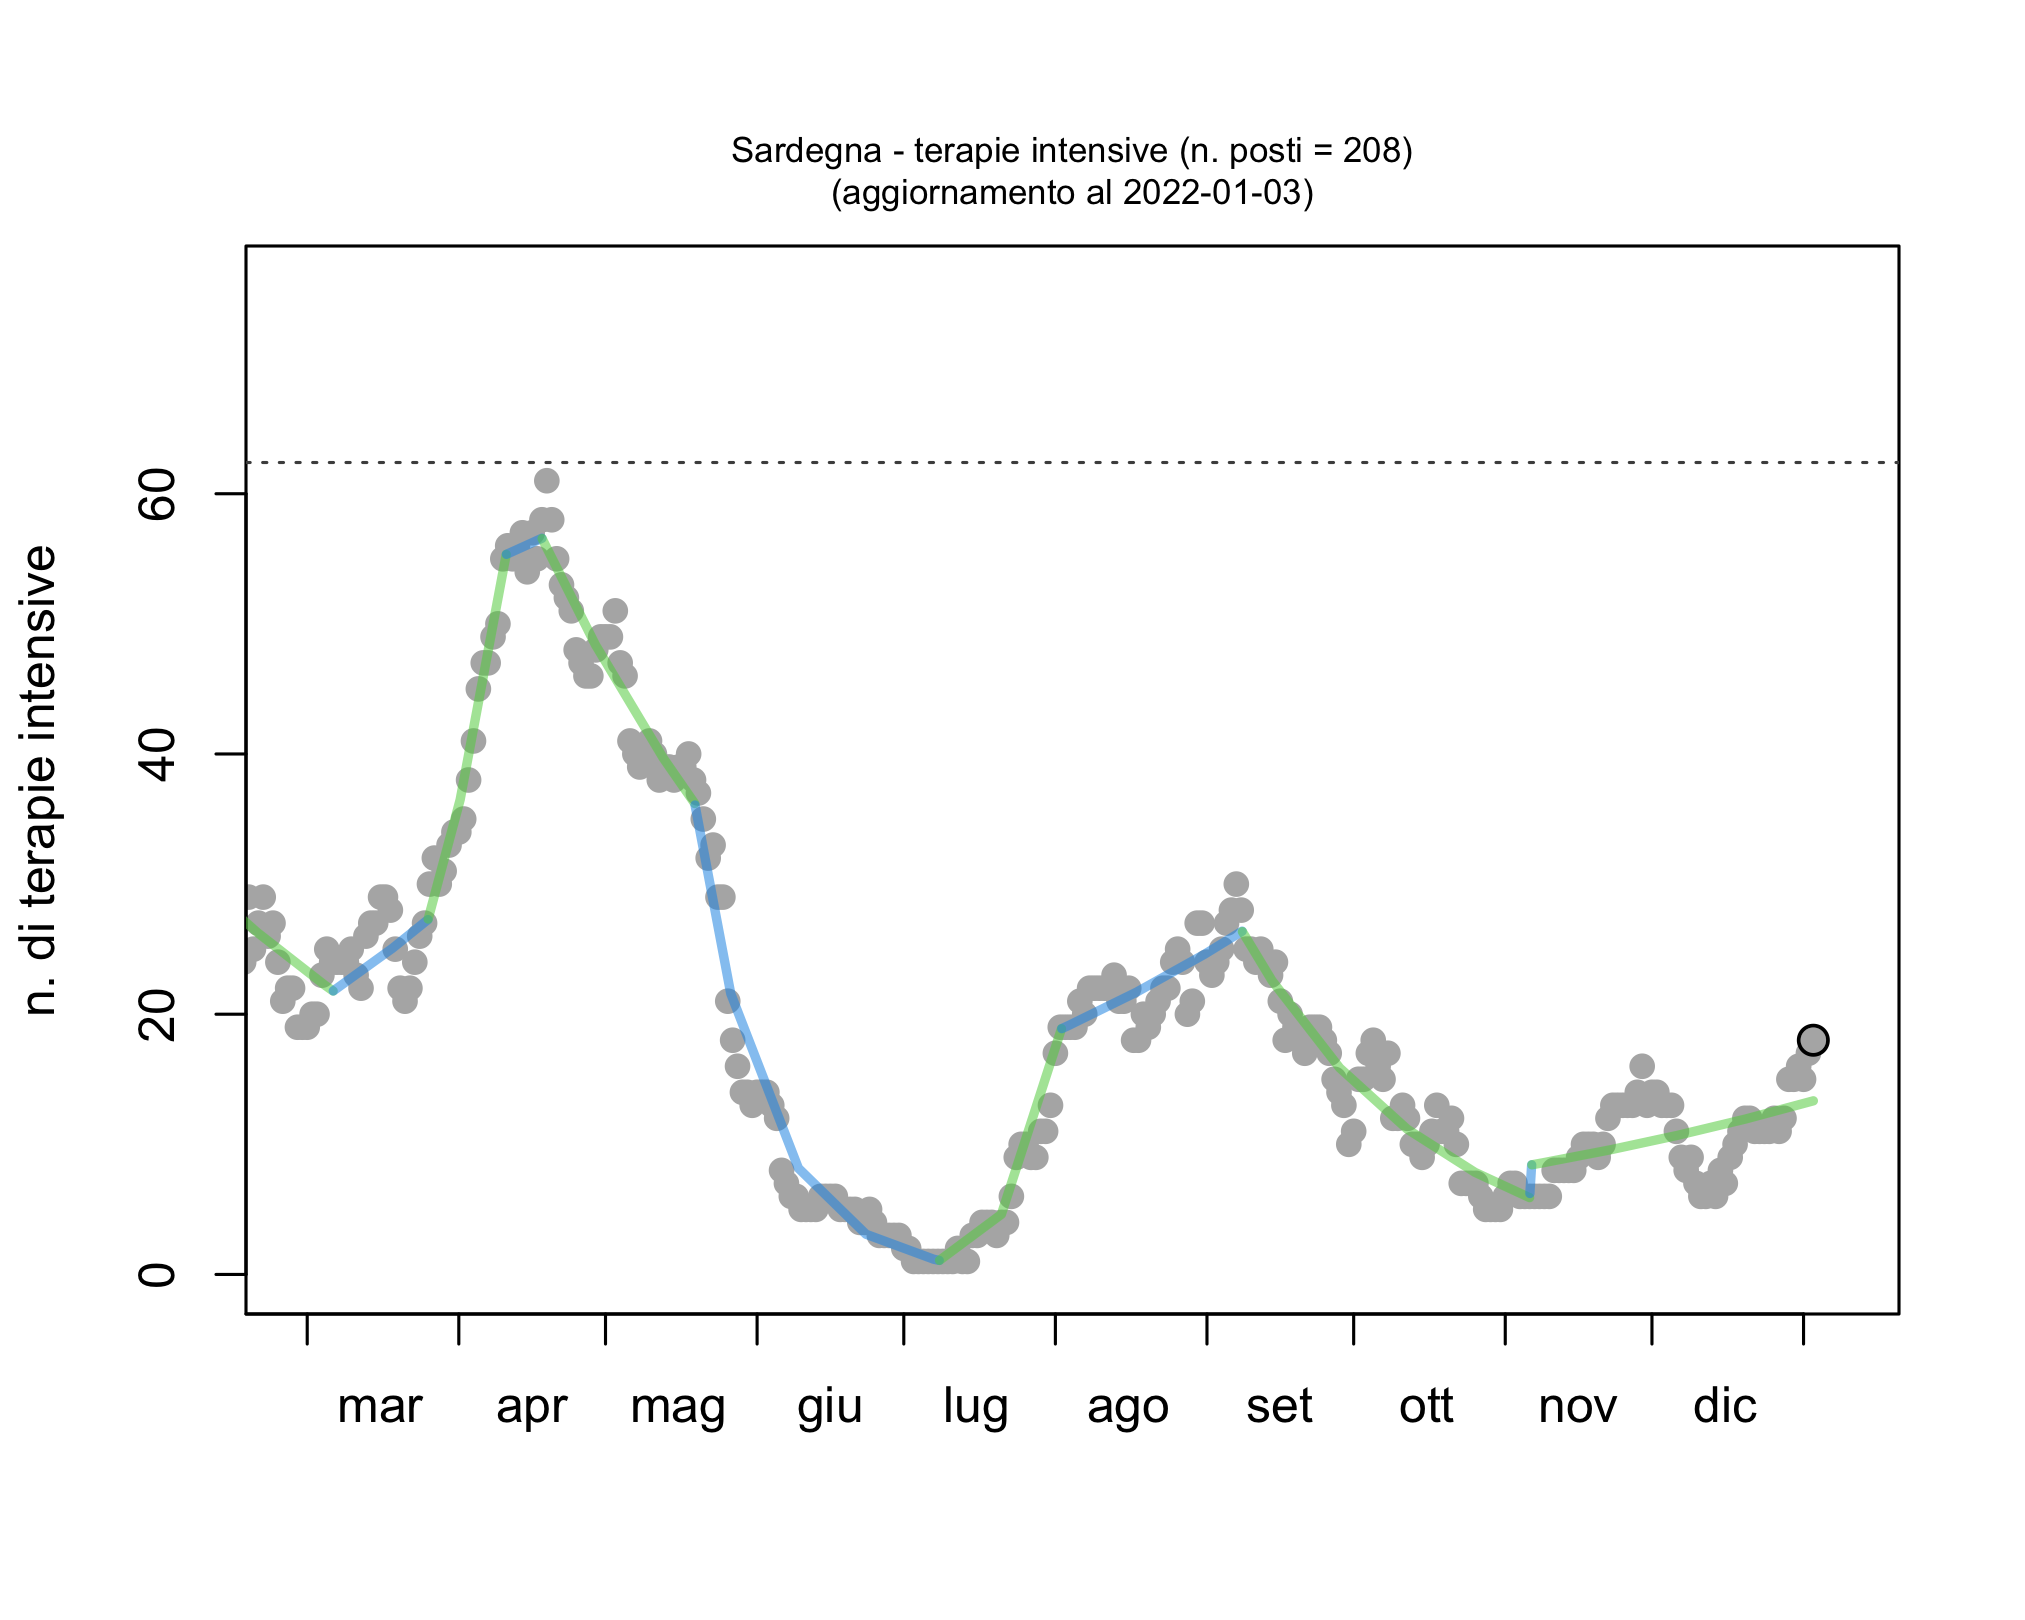 Sardegna - terapie intensive (n. posti = 208)
(aggiornamento al 2022-01-03)
n. di terapie intensive
60
40
20
0
mar apr mag giu lug ago set ott nov dic